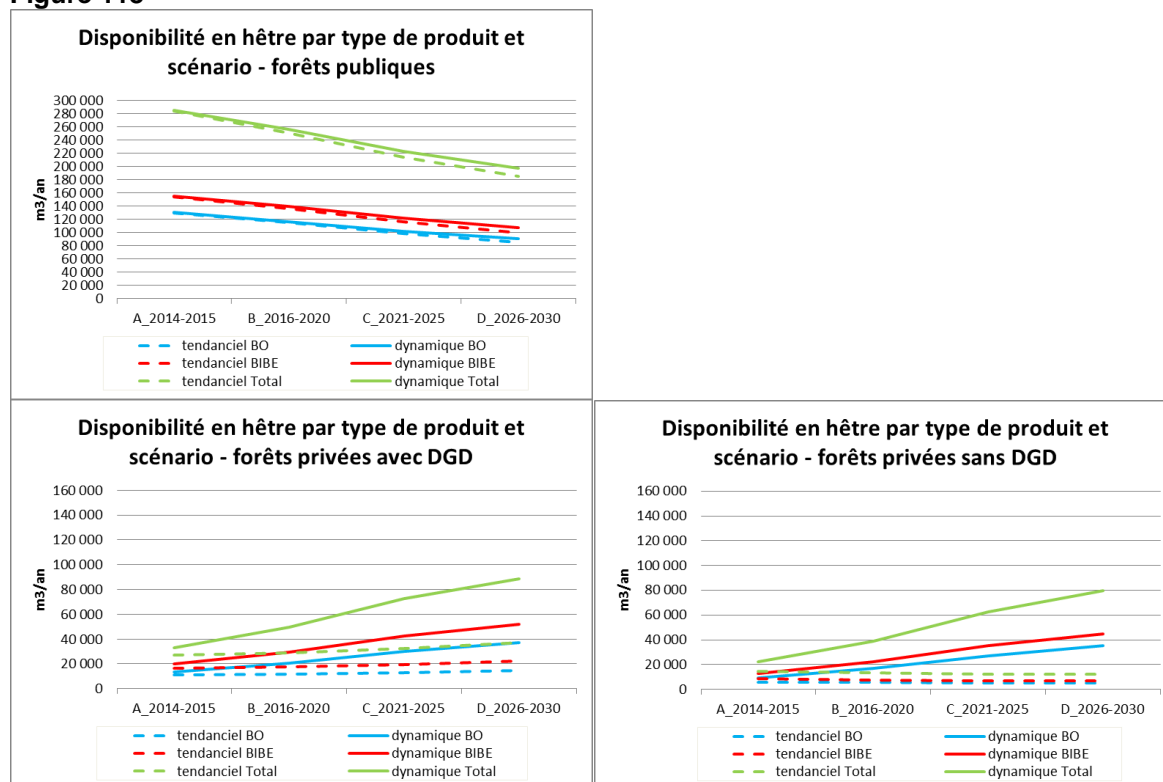 Disponibilité en hêtre par type de produit et
scénario - forêts publiques
300 000
280 000
260 000
240 000
220 000
200 000
180 000
160 000
140 000
120 000
100 000
80 000
60 000
40 000
20 000
0
m3/an
A_2014-2015 B_2016-2020 C_2021-2025 D_2026-2030
tendanciel BO dynamique BO
tendanciel BIBE dynamique BIBE
tendanciel Total dynamique Total
Disponibilité en hêtre par type de produit et
scénario - forêts privées avec DGD
160 000
140 000
120 000
100 000
80 000
60 000
40 000
20 000
0
m3/an
A_2014-2015 B_2016-2020 C_2021-2025 D_2026-2030
tendanciel BO dynamique BO
tendanciel BIBE dynamique BIBE
tendanciel Total dynamique Total
Disponibilité en hêtre par type de produit et
scénario - forêts privées sans DGD
160 000
140 000
120 000
100 000
80 000
60 000
40 000
20 000
0
m3/an
A_2014-2015 B_2016-2020 C_2021-2025 D_2026-2030
tendanciel BO dynamique BO
tendanciel BIBE dynamique BIBE
tendanciel Total dynamique Total